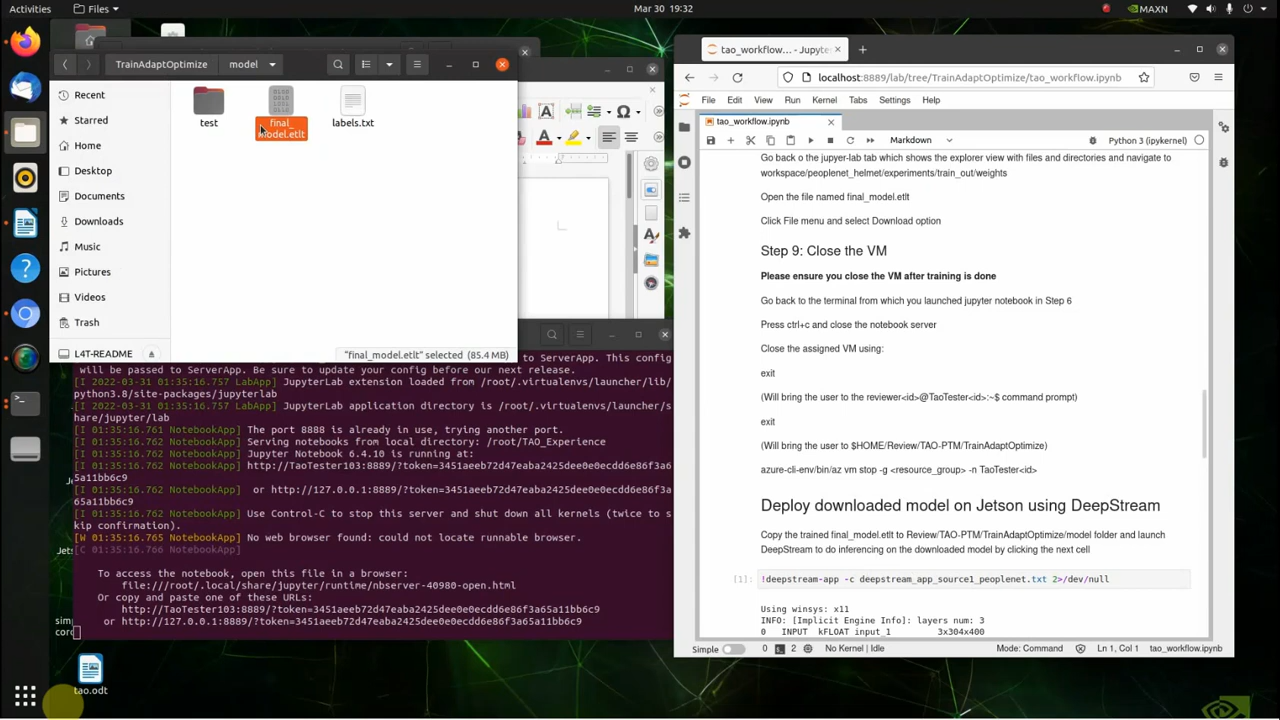 Activities
Files
Mar 30 19:32
MAXN
TrainAdaptOptimize
model
Recent
Starred
Home
Desktop
Documents
Downloads
Music
Pictures
Videos
Trash
L4T-README
test
final_
model.etlt
labels.txt
"final_model.etlt" selected (85.4 MB)
to ServerApp. This config
will be passed to ServerApp. Be sure to update your config before our next release.
[I 2022-03-31 01:35:16.757 LabApp] JupyterLab extension loaded from /root/.virtualenvs/launcher/lib/
python3.8/site-packages/jupyterlab
[I 2022-03-31 01:35:16.757 LabApp] JupyterLab application directory is /root/.virtualenvs/launcher/s
hare/jupyter/lab
[I 01:35:16.761 NotebookApp] The port 8888 is already in use, trying another port.
[I 01:35:16.762 NotebookApp] Serving notebooks from local directory: /root/TAO_Experience
[I 01:35:16.762 NotebookApp] Jupyter Notebook 6.4.10 is running at:
[I 01:35:16.762 NotebookApp] http://TaoTester103:8889/?token=3451aeeb72d47eaba2425dee0e0ecdd6e86f3a6
5a11bb6c9
[I 01:35:16.762 NotebookApp]  or http://127.0.0.1:8889/?token=3451aeeb72d47eaba2425dee0e0ecdd6e86f3a
65a11bb6c9
[I 01:35:16.762 NotebookApp] Use Control-C to stop this server and shut down all kernels (twice to s
kip confirmation).
[W 01:35:16.765 NotebookApp] No web browser found: could not locate runnable browser.
[C 01:35:16.766 NotebookApp]
To access the notebook, open this file in a browser:
file:///root/.local/share/jupyter/runtime/nbserver-40980-open.html
Or copy and paste one of these URLs:
http://TaoTester103:8889/?token=3451aeeb72d47eaba2425dee0e0ecdd6e86f3a65a11bb6c9
or http://127.0.0.1:8889/?token=3451aeeb72d47eaba2425dee0e0ecdd6e86f3a65a11bb6c9
tao.odt
tao_workflow... - Jupyte
localhost:8889/lab/tree/TrainAdaptOptimize/tao_workflow.ipynb
File Edit View Run Kernel Tabs Settings Help
tao_workflow.ipynb
Markdown
Python 3 (ipykernel)
Go back o the jupyer-lab tab which shows the explorer view with files and directories and navigate to
workspace/peoplenet_helmet/experiments/train_out/weights
Open the file named final_model.etlt
Click File menu and select Download option
Step 9: Close the VM
Please ensure you close the VM after training is done
Go back to the terminal from which you launched jupyter notebook in Step 6
Press ctrl+c and close the notebook server
Close the assigned VM using:
exit
(Will bring the user to the reviewer<id>@TaoTester<id>:~$ command prompt)
exit
(Will bring the user to $HOME/Review/TAO-PTM/TrainAdaptOptimize)
azure-cli-env/bin/az vm stop -g <resource_group> -n TaoTester<id>
Deploy downloaded model on Jetson using DeepStream
Copy the trained final_model.etlt to Review/TAO-PTM/TrainAdaptOptimize/model folder and launch
DeepStream to do inferencing on the downloaded model by clicking the next cell
[1]: !deepstream-app -c deepstream_app_source1_peoplenet.txt 2>/dev/null
Using winsys: x11
INFO: [Implicit Engine Info]: layers num: 3
0 INPUT kFLOAT input_1 3x304x400
Simple 0 2 No Kernel | Idle Mode: Command Ln 1, Col 1 tao_workflow.ipynb